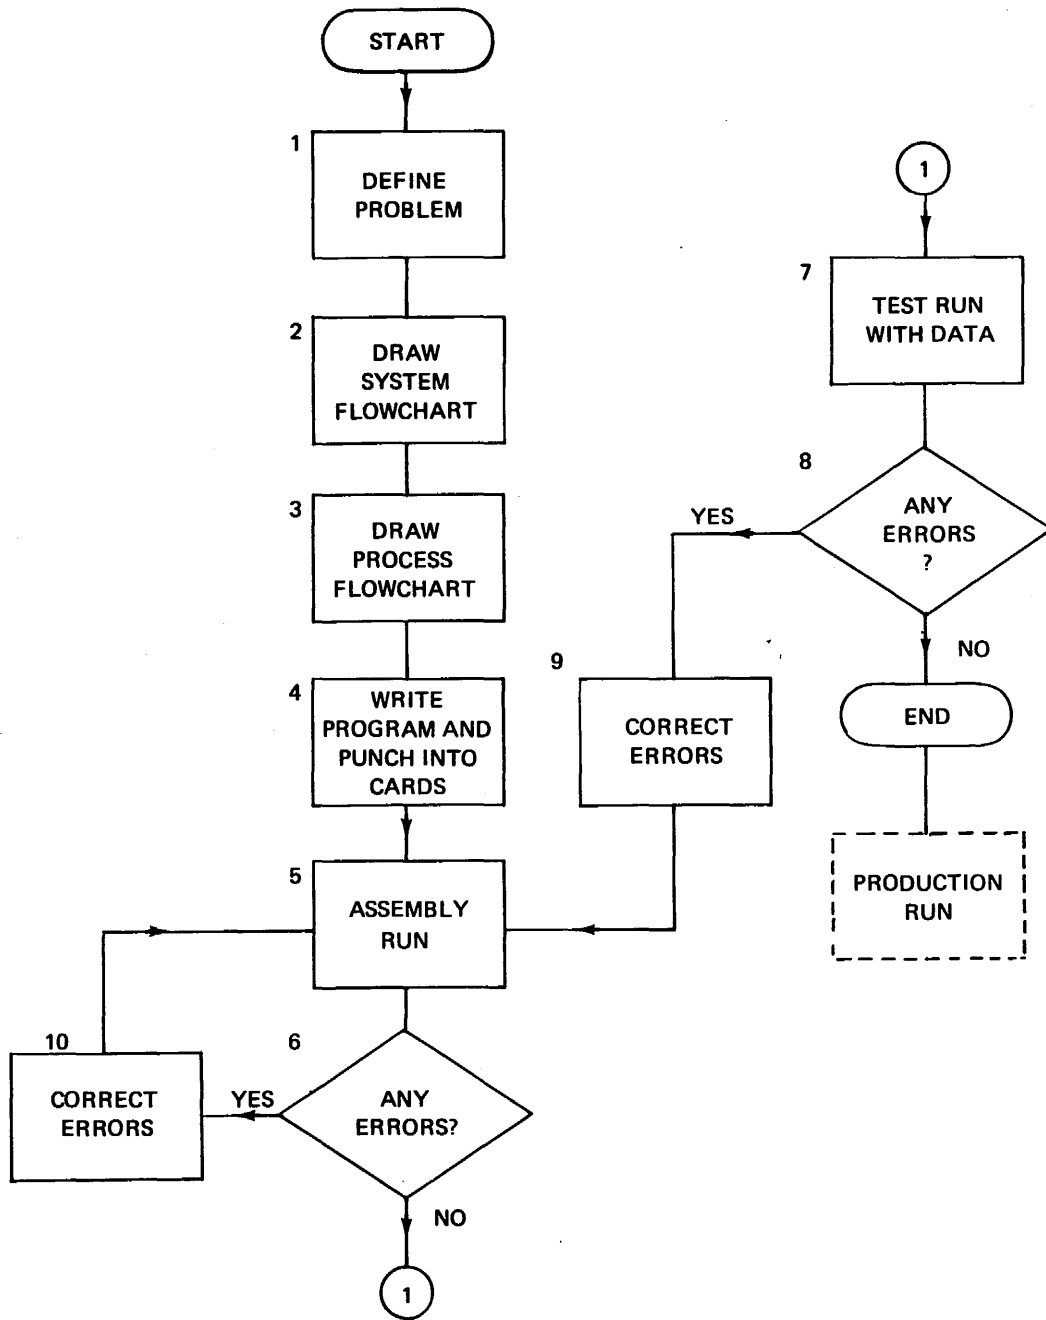 START
1
DEFINE
PROBLEM
2
DRAW
SYSTEM
FLOWCHART
3
DRAW
PROCESS
FLOWCHART
4
WRITE
PROGRAM AND
PUNCH INTO
CARDS
5
ASSEMBLY
RUN
6
ANY
ERRORS?
YES
10
CORRECT
ERRORS
NO
1
1
7
TEST RUN
WITH DATA
8
ANY
ERRORS
?
YES
9
CORRECT
ERRORS
NO
END
PRODUCTION
RUN